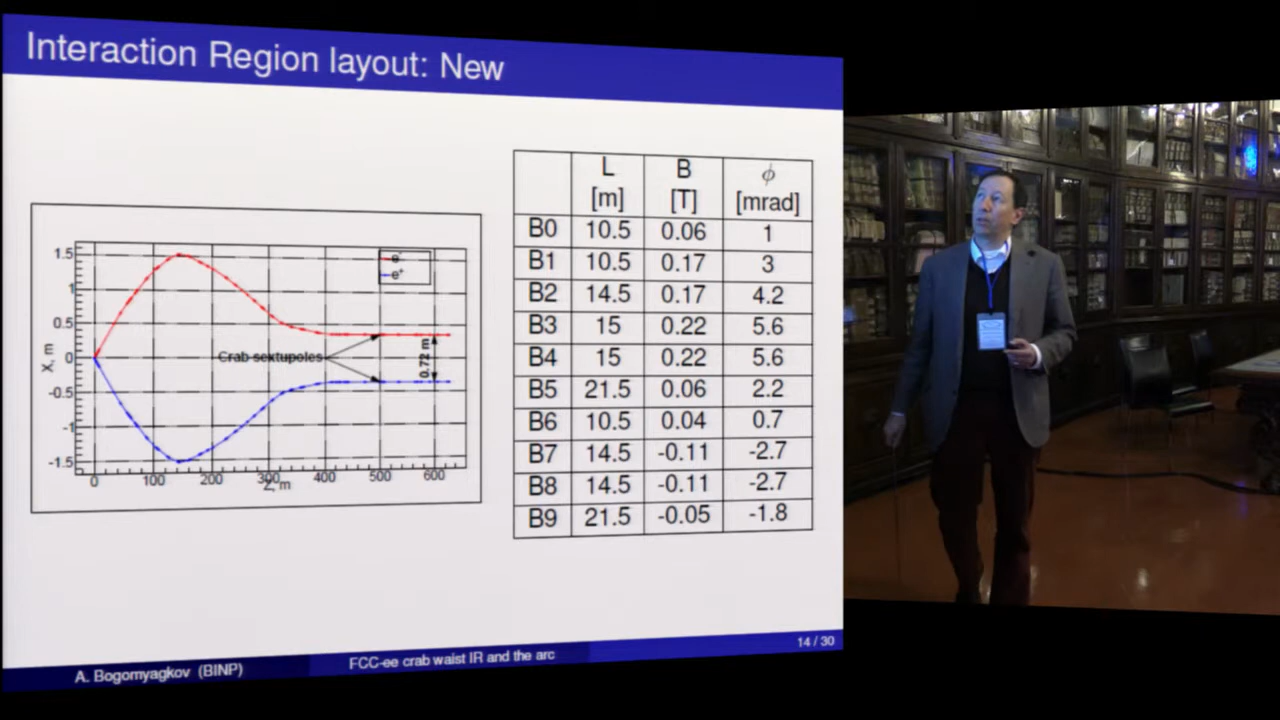 Interaction Region layout: New
1.5
1
0.5
0
-0.5
-1
-1.5
X, m
e-
e+
Crab sextupoles
0.72 m
0 100 200 300 400 500 600
Z, m
L B ϕ
[m] [T] [mrad]
B0 10.5 0.06 1
B1 10.5 0.17 3
B2 14.5 0.17 4.2
B3 15 0.22 5.6
B4 15 0.22 5.6
B5 21.5 0.06 2.2
B6 10.5 0.04 0.7
B7 14.5 -0.11 -2.7
B8 14.5 -0.11 -2.7
B9 21.5 -0.05 -1.8
14 / 30
A. Bogomyagkov (BINP) FCC-ee crab waist IR and the arc